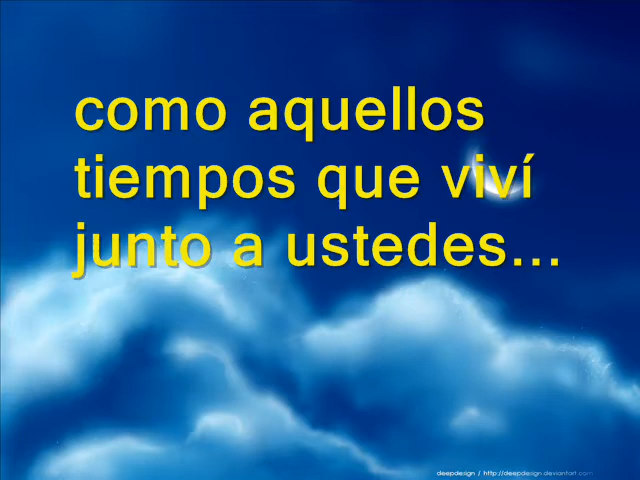 como aquellos
tiempos que viví
junto a ustedes...
deepdesign / http://deepdesign.deviantart.com